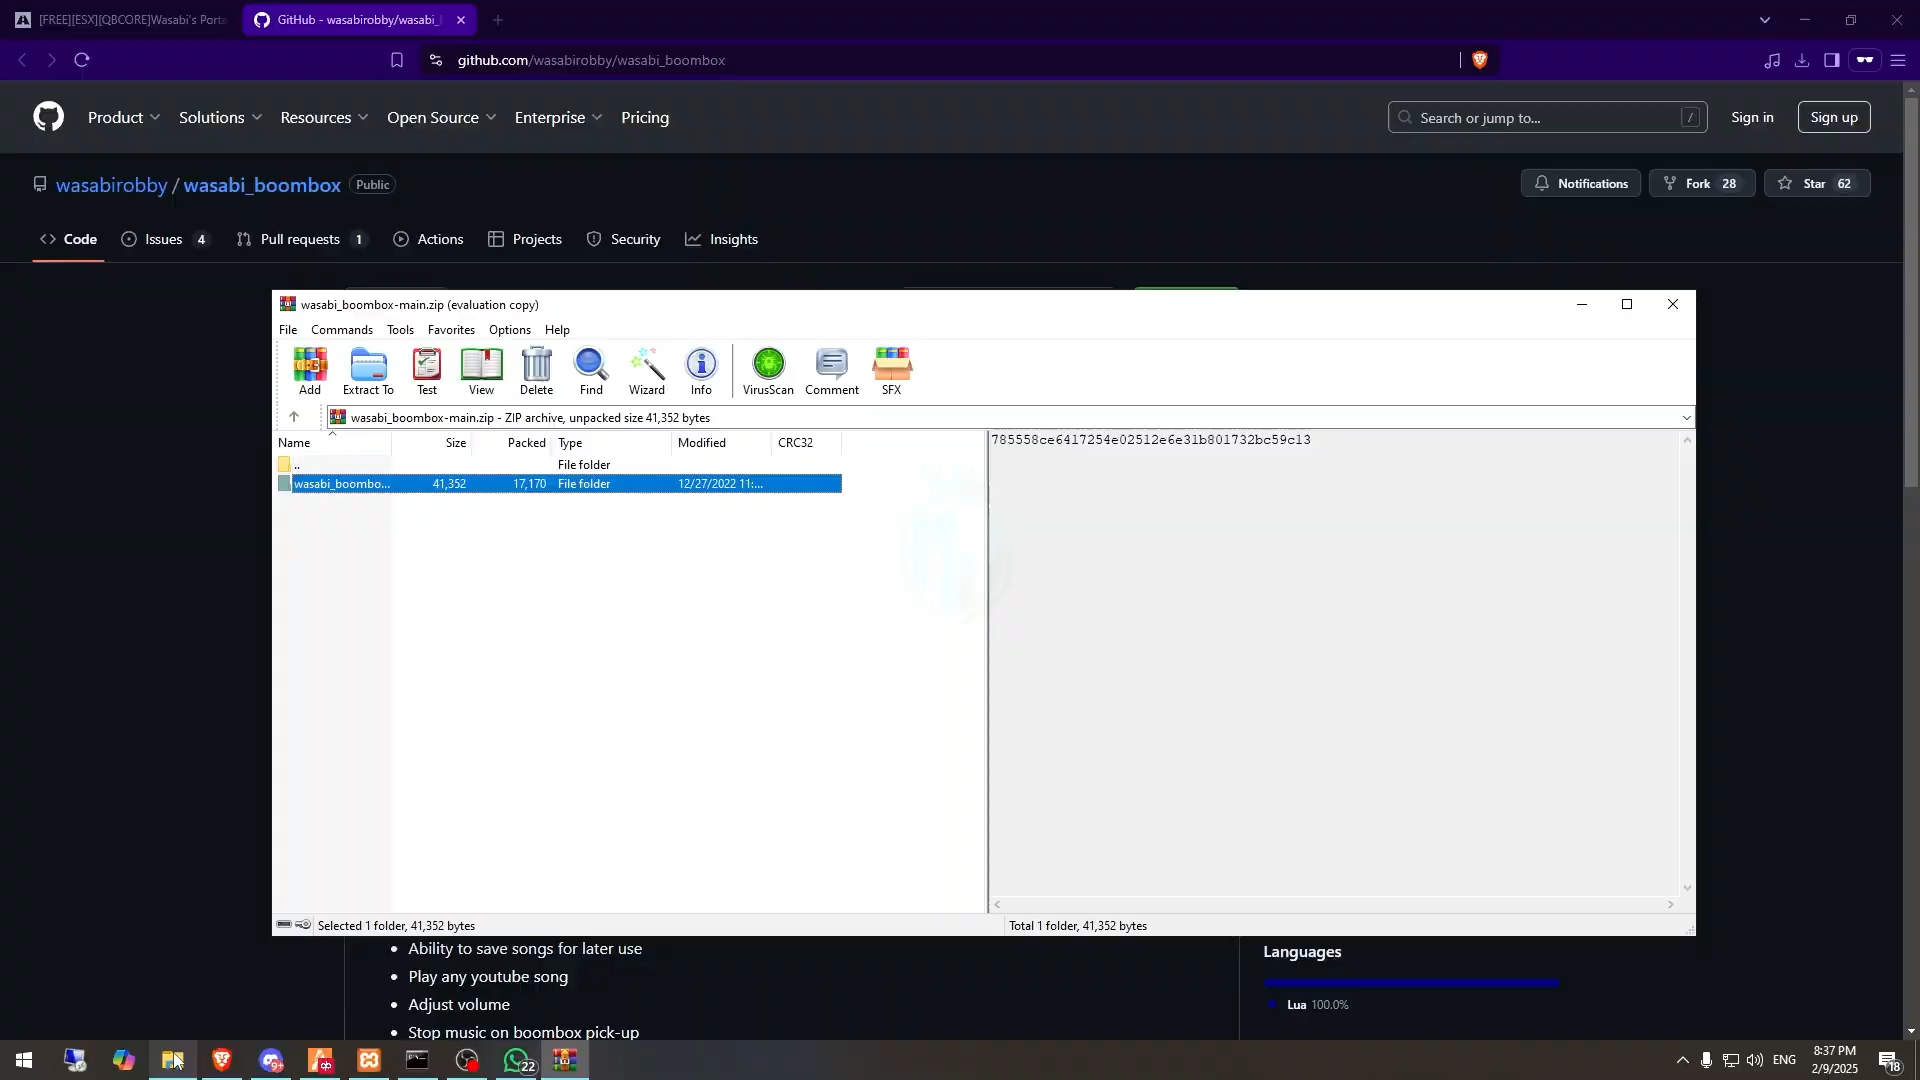 [FREE][ESX][QBCORE]Wasabi's Porta
GitHub - wasabirobby/wasabi_
github.com/wasabirobby/wasabi_boombox
Product
Solutions
Resources
Open Source
Enterprise
Pricing
Search or jump to...
/
Sign in
Sign up
wasabirobby / wasabi_boombox
Public
Notifications
Fork 28
Star 62
Code
Issues 4
Pull requests 1
Actions
Projects
Security
Insights
wasabi_boombox-main.zip (evaluation copy)
File Commands Tools Favorites Options Help
Add
Extract To
Test
View
Delete
Find
Wizard
Info
VirusScan
Comment
SFX
wasabi_boombox-main.zip - ZIP archive, unpacked size 41,352 bytes
Name Size Packed Type Modified CRC32
.. File folder
wasabi_boombo... 41,352 17,170 File folder 12/27/2022 11:...
785558ce6417254e02512e6e31b801732bc59c13
Selected 1 folder, 41,352 bytes
Total 1 folder, 41,352 bytes
• Ability to save songs for later use
• Play any youtube song
• Adjust volume
• Stop music on boombox pick-up
Languages
Lua 100.0%
9+
22
ENG
8:37 PM
2/9/2025
18